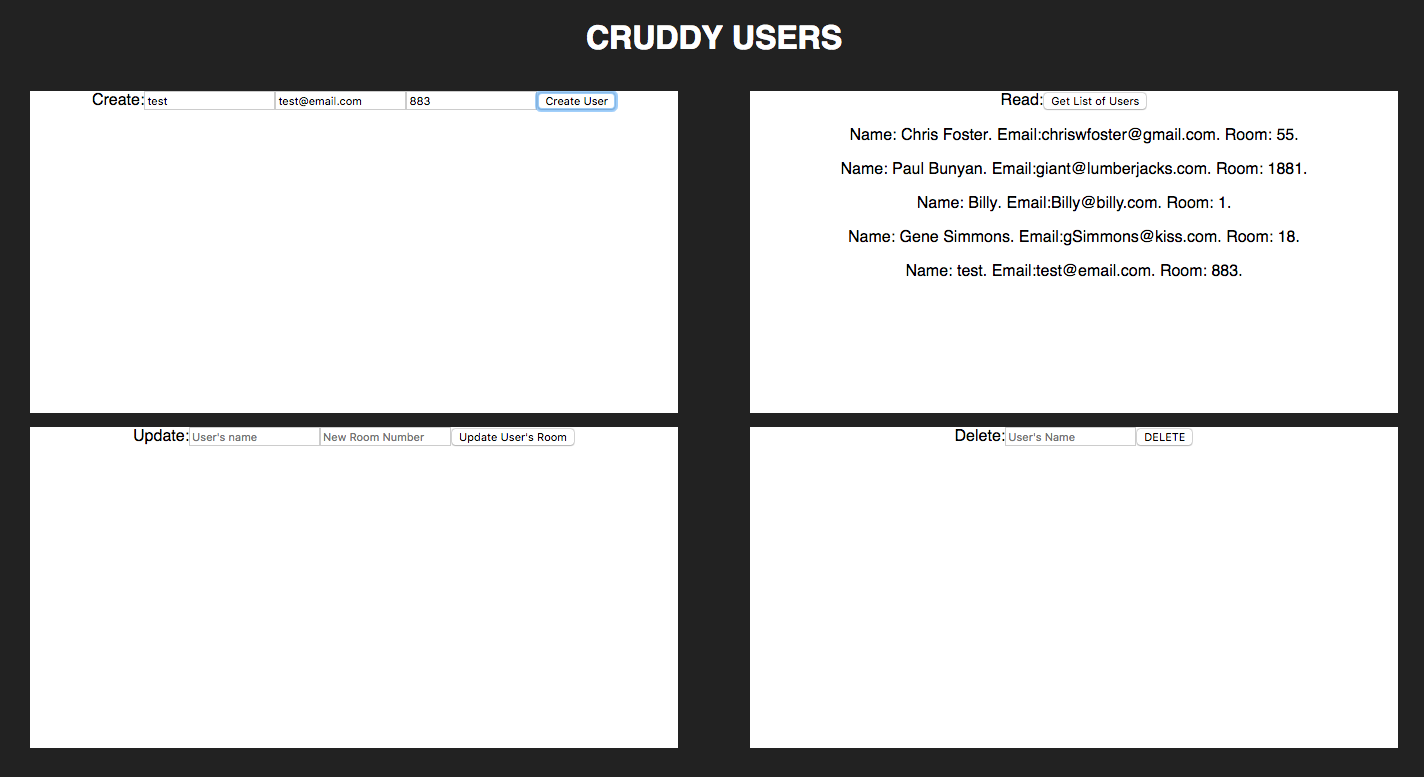 CRUDDY USERS
Create: test test@email.com 883 Create User
Read: Get List of Users
Name: Chris Foster. Email:chriswfoster@gmail.com. Room: 55.
Name: Paul Bunyan. Email:giant@lumberjacks.com. Room: 1881.
Name: Billy. Email:Billy@billy.com. Room: 1.
Name: Gene Simmons. Email:gSimmons@kiss.com. Room: 18.
Name: test. Email:test@email.com. Room: 883.
Update: User's name New Room Number Update User's Room
Delete: User's Name DELETE